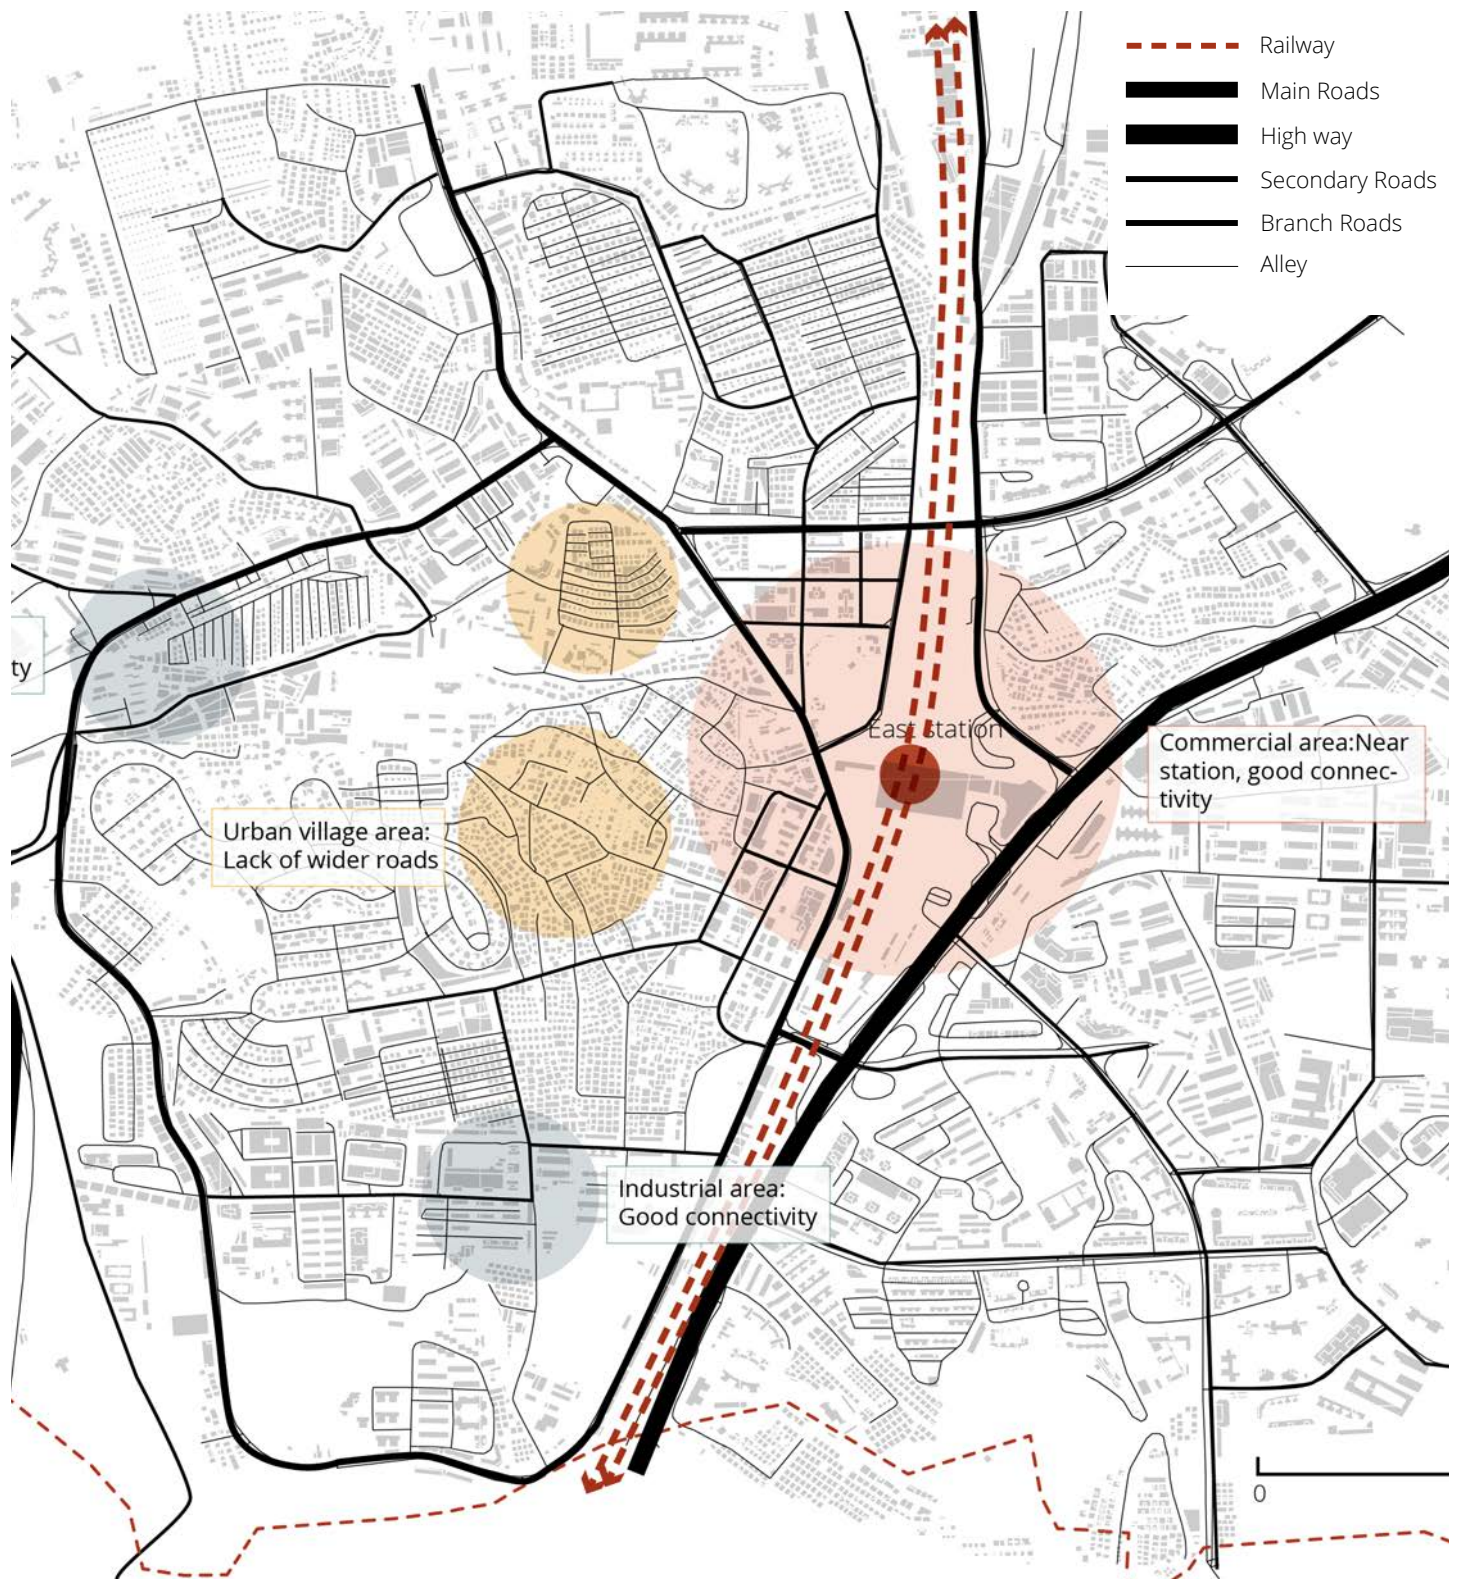 Railway
Main Roads
High way
Secondary Roads
Branch Roads
Alley
ty
East station
Commercial area:Near
station, good connec-
tivity
Urban village area:
Lack of wider roads
Industrial area:
Good connectivity
0